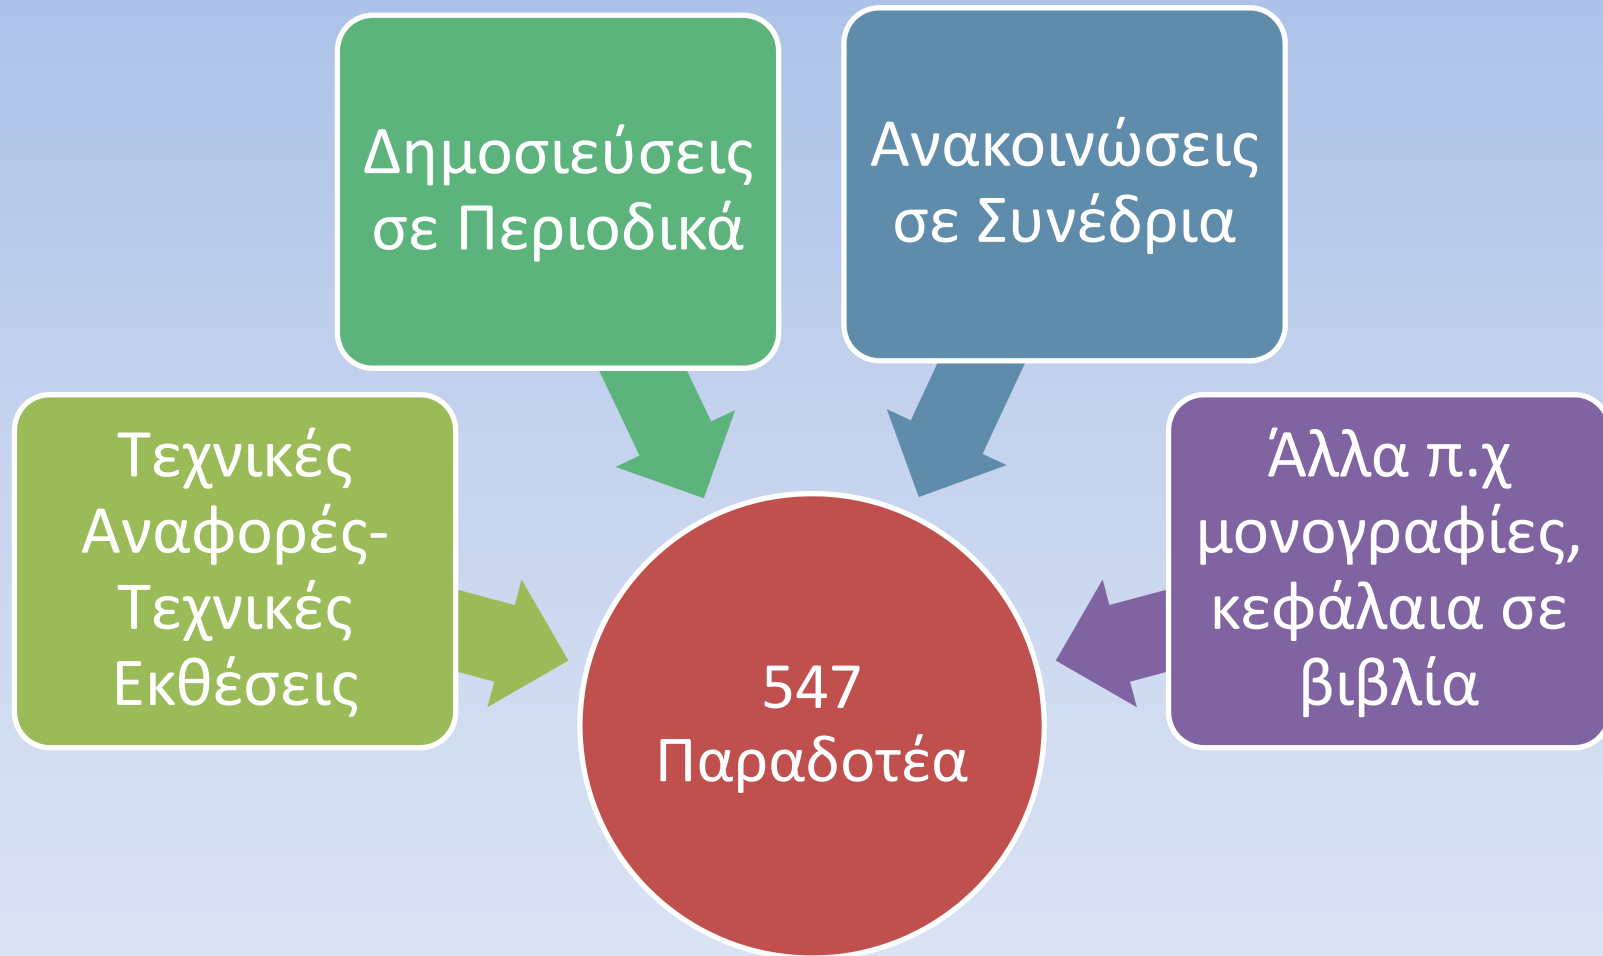 Δημοσιεύσεις
σε Περιοδικά
Ανακοινώσεις
σε Συνέδρια
Τεχνικές
Αναφορές-
Τεχνικές
Εκθέσεις
Άλλα π.χ
μονογραφίες,
κεφάλαια σε
βιβλία
547
Παραδοτέα